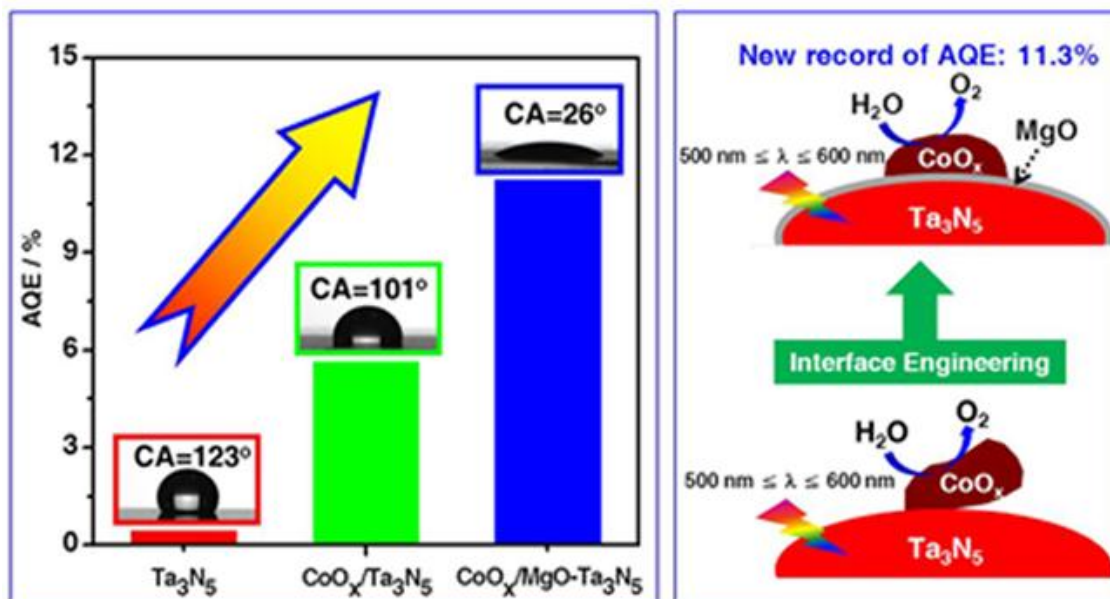 15
12
9
6
3
0
AQE / %
CA=123°
CA=101°
CA=26°
Ta₃N₅
CoOₓ/Ta₃N₅
CoOₓ/MgO-Ta₃N₅
New record of AQE: 11.3%
H₂O
O₂
MgO
500 nm ≤ λ ≤ 600 nm
CoOₓ
Ta₃N₅
Interface Engineering
H₂O
O₂
500 nm ≤ λ ≤ 600 nm
CoOₓ
Ta₃N₅